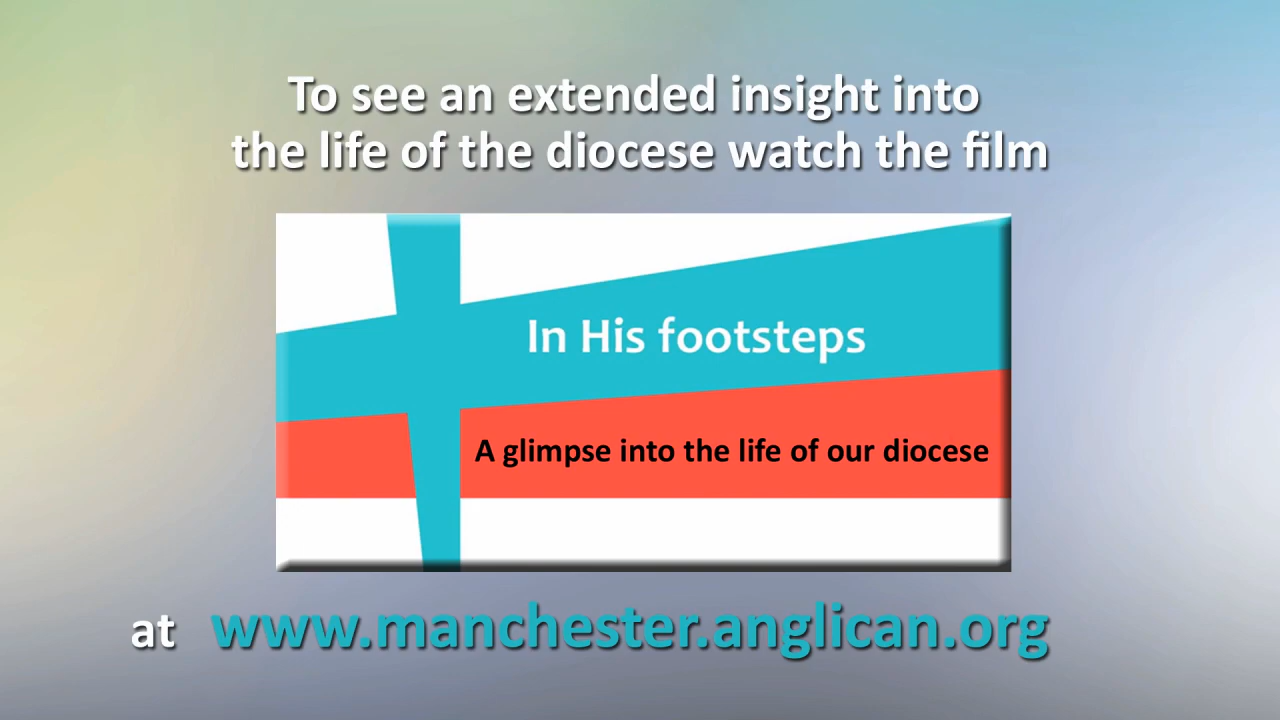 To see an extended insight into
the life of the diocese watch the film
In His footsteps
A glimpse into the life of our diocese
at www.manchester.anglican.org